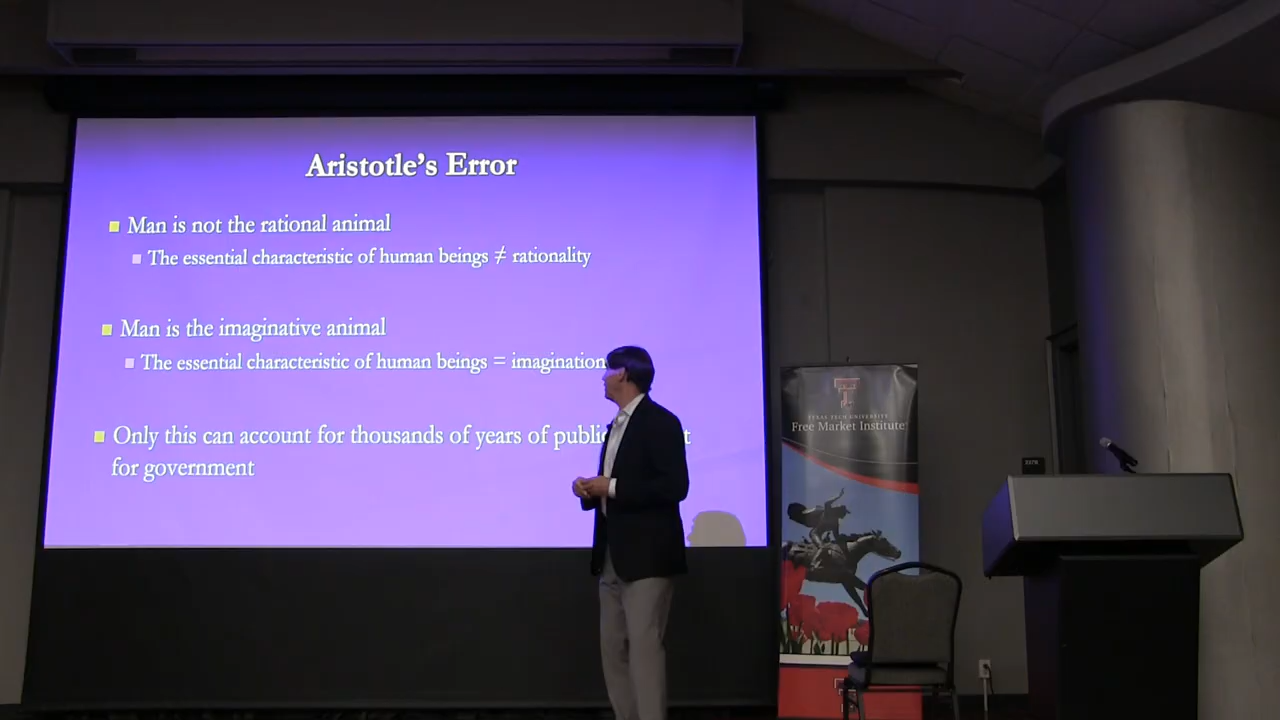 Aristotle's Error
Man is not the rational animal
The essential characteristic of human beings ≠ rationality
Man is the imaginative animal
The essential characteristic of human beings = imagination
Only this can account for thousands of years of
for government
TEXAS TECH UNIVERSITY
Free Market Institute